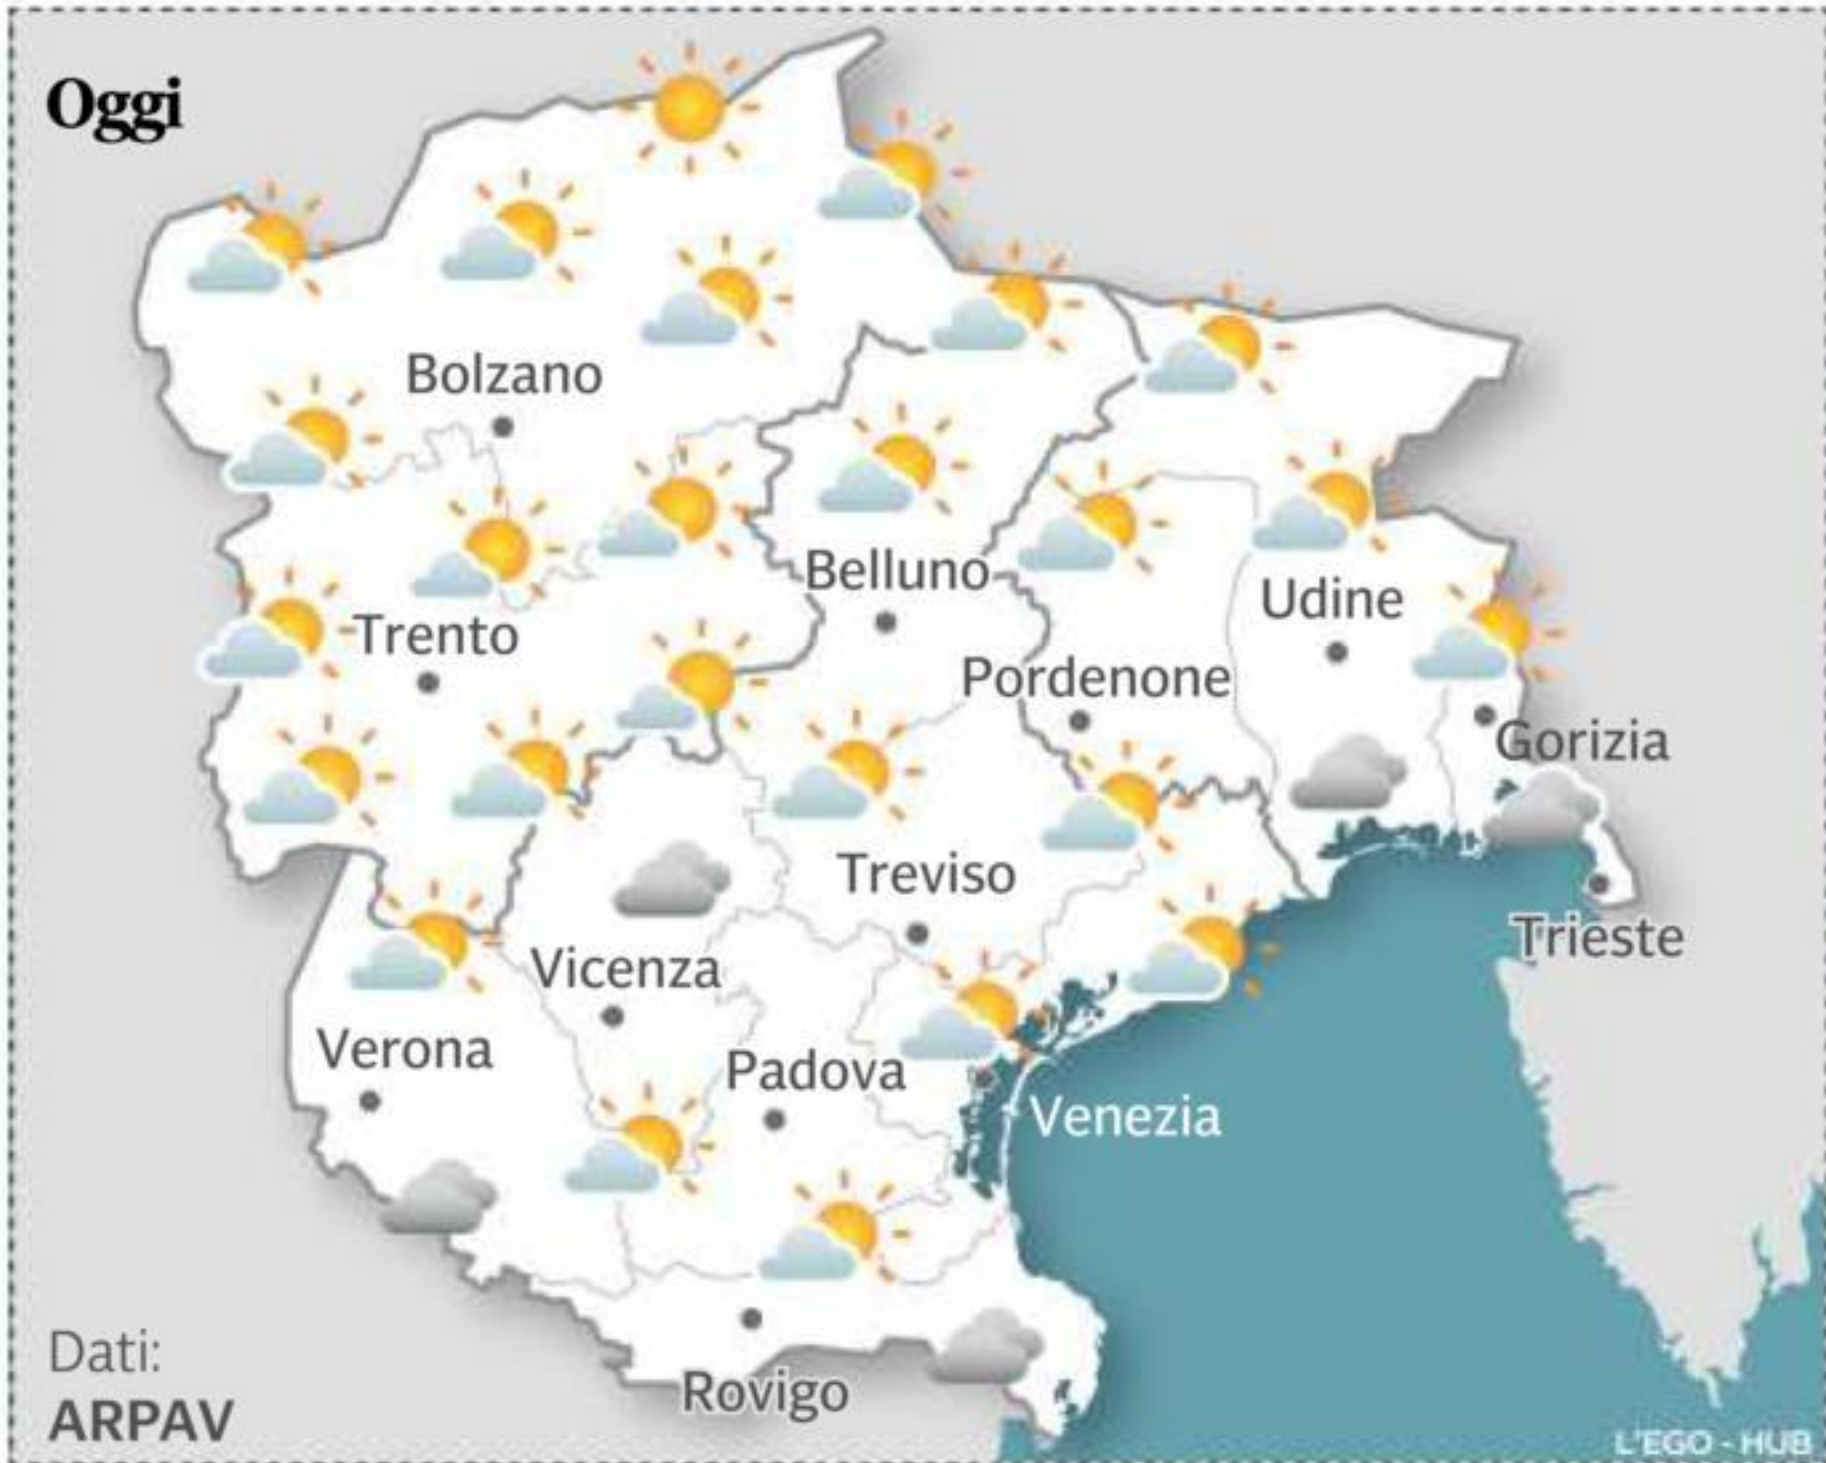 Oggi
Bolzano
Belluno
Udine
Trento
Pordenone
Gorizia
Treviso
Trieste
Vicenza
Verona
Padova
Venezia
Dati:
ARPAV
Rovigo
L'EGO - HUB